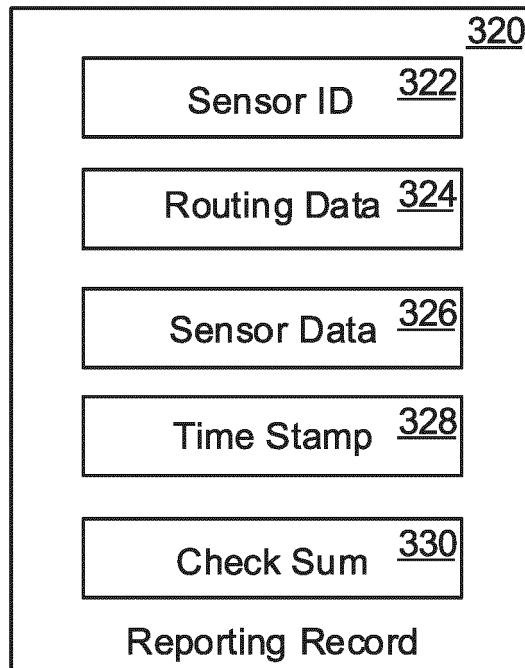 320
Sensor ID 322
Routing Data 324
Sensor Data 326
Time Stamp 328
Check Sum 330
Reporting Record